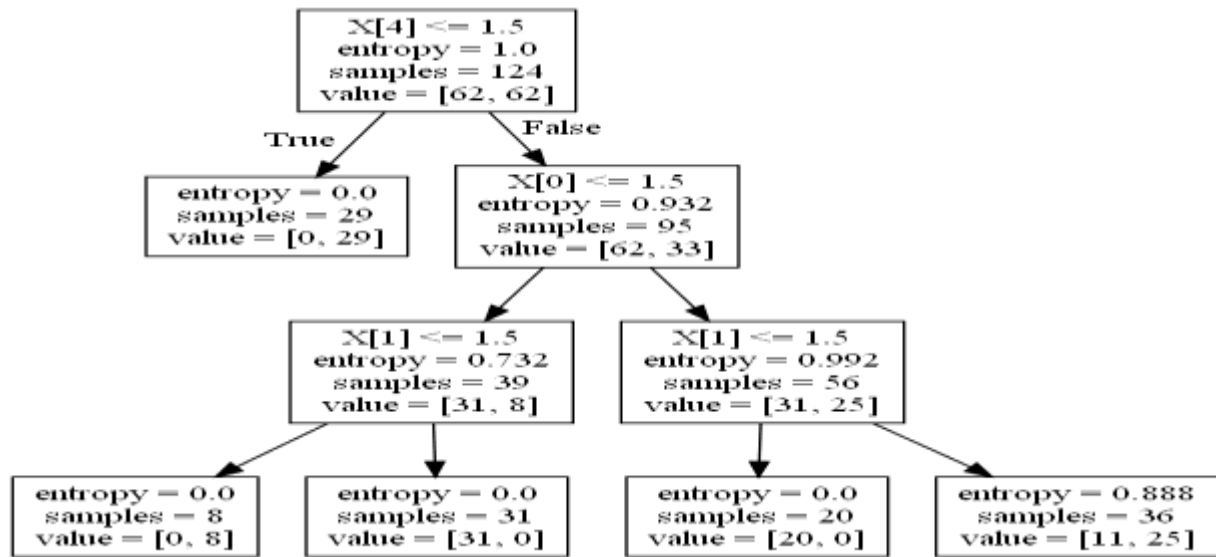 X[4] <= 1.5
entropy = 1.0
samples = 124
value = [62, 62]
True
False
entropy = 0.0
samples = 29
value = [0, 29]
X[0] <= 1.5
entropy = 0.932
samples = 95
value = [62, 33]
X[1] <= 1.5
entropy = 0.732
samples = 39
value = [31, 8]
X[1] <= 1.5
entropy = 0.992
samples = 56
value = [31, 25]
entropy = 0.0
samples = 8
value = [0, 8]
entropy = 0.0
samples = 31
value = [31, 0]
entropy = 0.0
samples = 20
value = [20, 0]
entropy = 0.888
samples = 36
value = [11, 25]